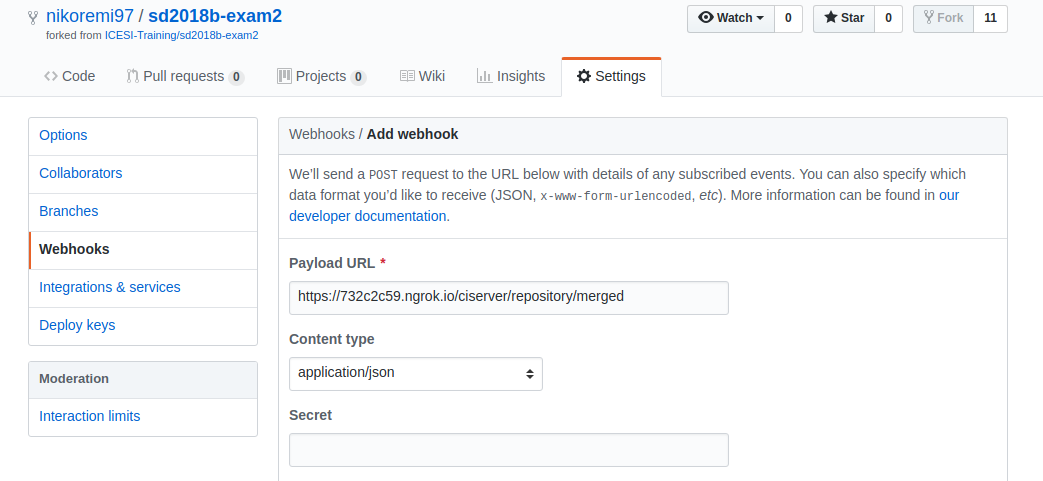 nikoremi97 / sd2018b-exam2
Watch 0 Star 0 Fork 11
forked from ICESI-Training/sd2018b-exam2
Code Pull requests 0 Projects 0 Wiki Insights Settings
Options
Collaborators
Branches
Webhooks
Integrations & services
Deploy keys
Moderation
Interaction limits
Webhooks / Add webhook
We’ll send a POST request to the URL below with details of any subscribed events. You can also specify which
data format you’d like to receive (JSON, x-www-form-urlencoded, etc). More information can be found in our
developer documentation.
Payload URL *
https://732c2c59.ngrok.io/ciserver/repository/merged
Content type
application/json
Secret